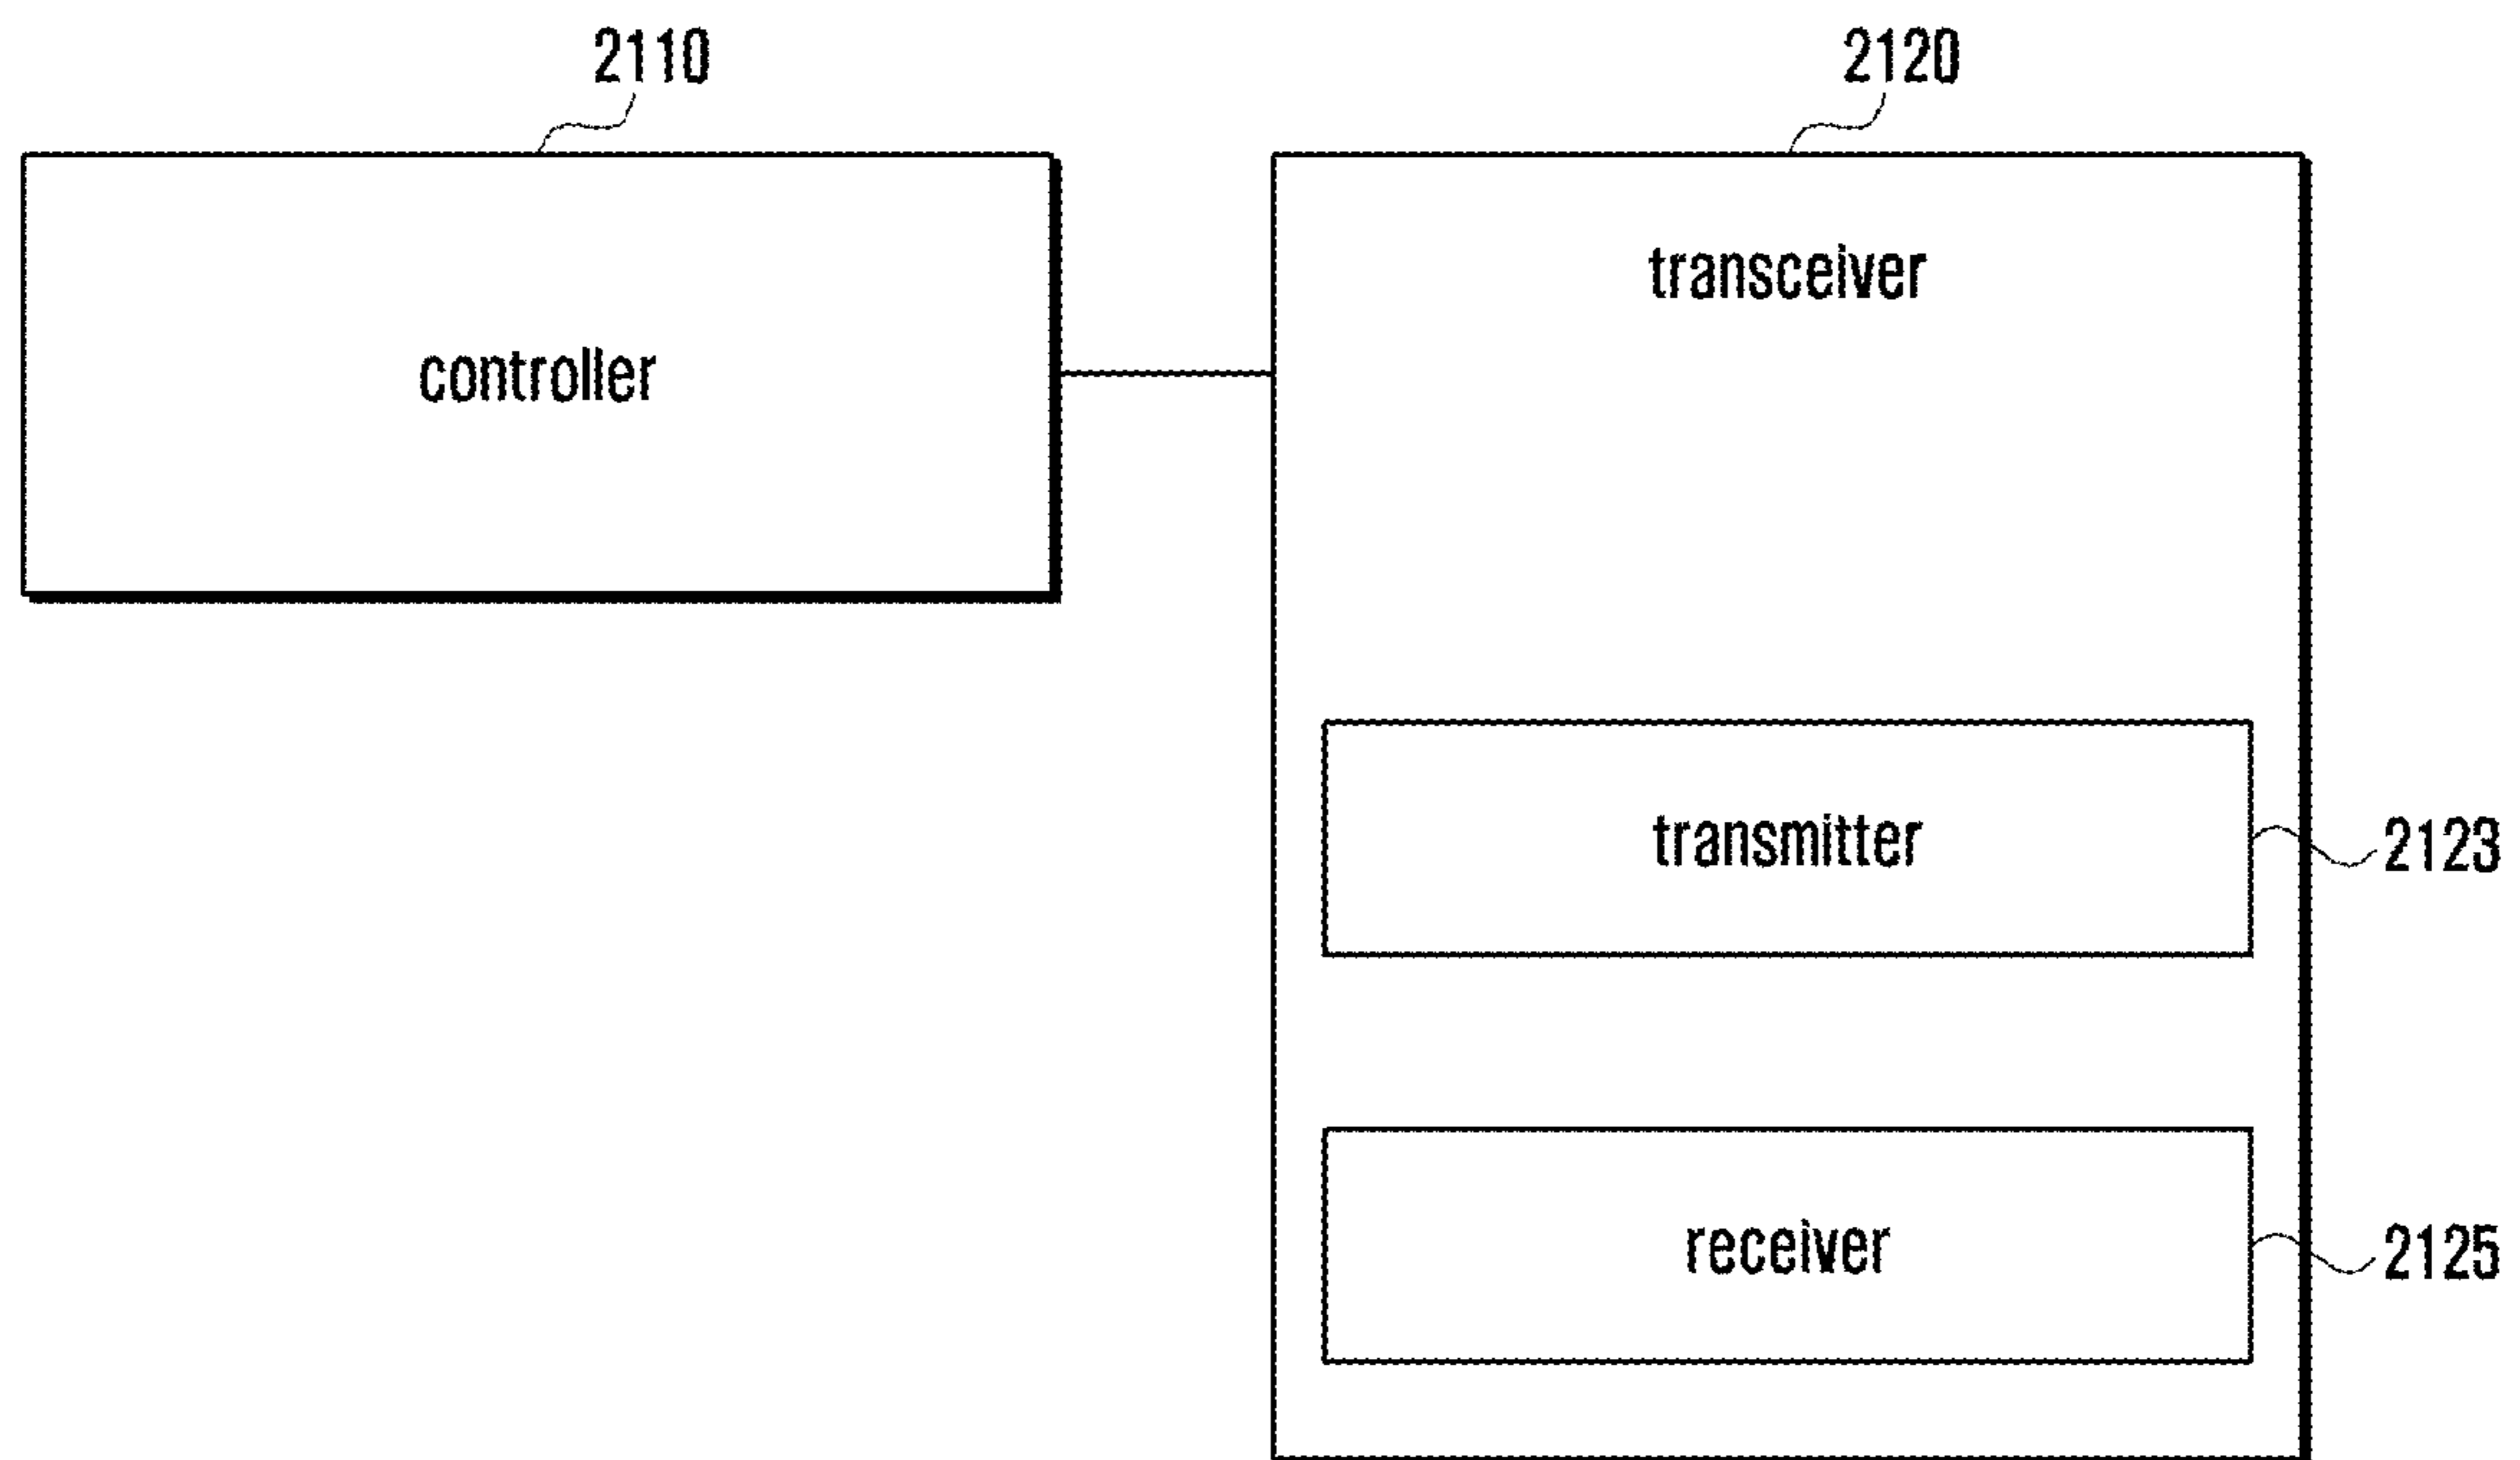 2110
2120
controller
transceiver
transmitter
2123
receiver
2125